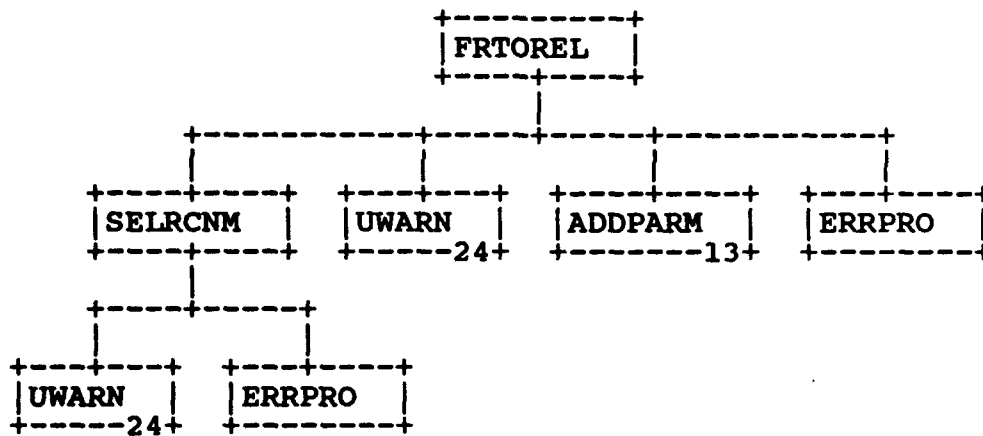 FRTOREL
SELRCNM UWARN ADDPARM ERRPRO
24 13
UWARN ERRPRO
24